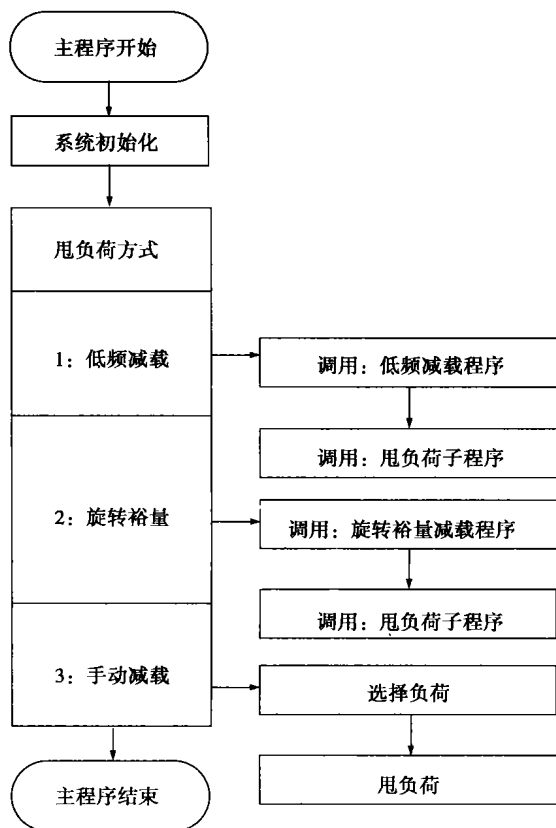 主程序开始
系统初始化
甩负荷方式
1：低频减载
调用：低频减载程序
调用：甩负荷子程序
2：旋转裕量
调用：旋转裕量减载程序
调用：甩负荷子程序
3：手动减载
选择负荷
甩负荷
主程序结束